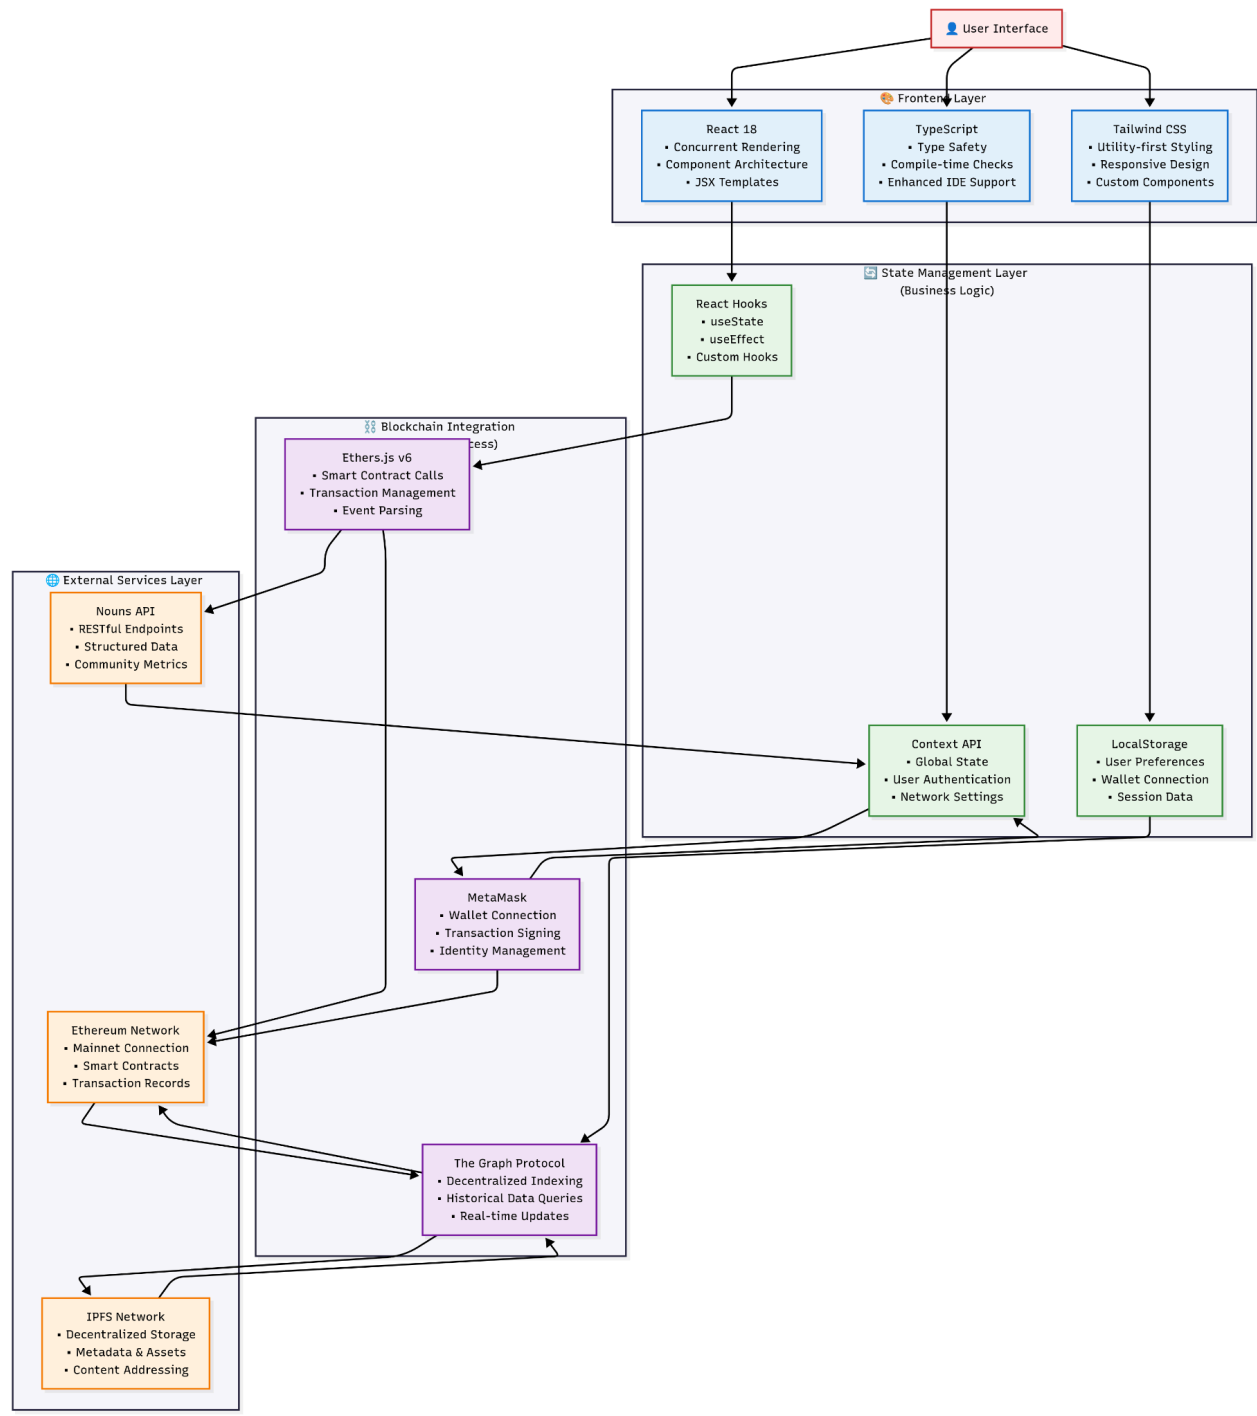 👤 User Interface
🎨 Frontend Layer
React 18
▪ Concurrent Rendering
▪ Component Architecture
▪ JSX Templates
TypeScript
▪ Type Safety
▪ Compile-time Checks
▪ Enhanced IDE Support
Tailwind CSS
▪ Utility-first Styling
▪ Responsive Design
▪ Custom Components
🔄 State Management Layer
(Business Logic)
React Hooks
▪ useState
▪ useEffect
▪ Custom Hooks
⛓️ Blockchain Integration
cess)
Ethers.js v6
▪ Smart Contract Calls
▪ Transaction Management
▪ Event Parsing
🌐 External Services Layer
Nouns API
▪ RESTful Endpoints
▪ Structured Data
▪ Community Metrics
Context API
▪ Global State
▪ User Authentication
▪ Network Settings
LocalStorage
▪ User Preferences
▪ Wallet Connection
▪ Session Data
MetaMask
▪ Wallet Connection
▪ Transaction Signing
▪ Identity Management
Ethereum Network
▪ Mainnet Connection
▪ Smart Contracts
▪ Transaction Records
The Graph Protocol
▪ Decentralized Indexing
▪ Historical Data Queries
▪ Real-time Updates
IPFS Network
▪ Decentralized Storage
▪ Metadata & Assets
▪ Content Addressing